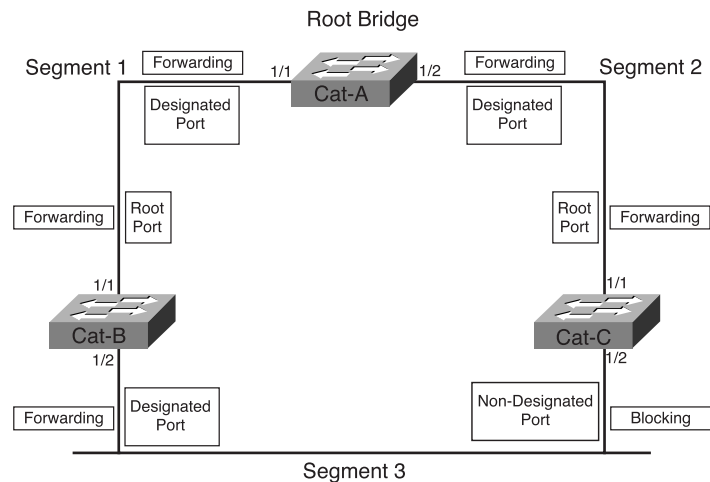 Root Bridge
Segment 1
Forwarding
1/1
Cat-A
1/2
Forwarding
Segment 2
Designated
Port
Designated
Port
Forwarding
Root
Port
Root
Port
Forwarding
1/1
Cat-B
1/2
1/1
Cat-C
1/2
Forwarding
Designated
Port
Non-Designated
Port
Blocking
Segment 3